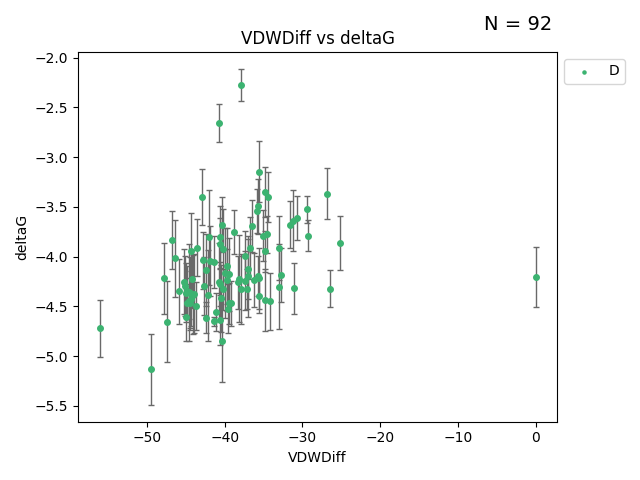 N = 92
VDWDiff vs deltaG
D
deltaG
−2.0
−2.5
−3.0
−3.5
−4.0
−4.5
−5.0
−5.5
−50 −40 −30 −20 −10 0
VDWDiff